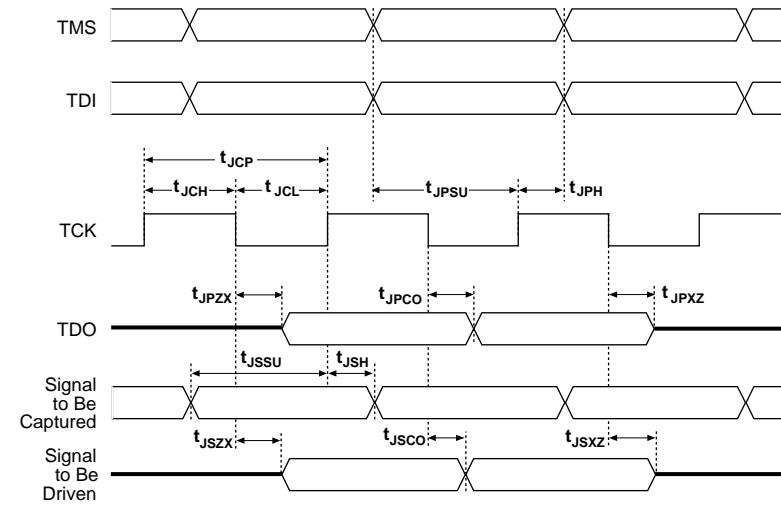 TMS
TDI
tJCP
tJCH
tJCL
tJPSU
tJPH
TCK
tJPZX
tJPCO
tJPXZ
TDO
tJSSU
tJSH
Signal
to Be
Captured
tJSZX
tJSCO
tJSXZ
Signal
to Be
Driven